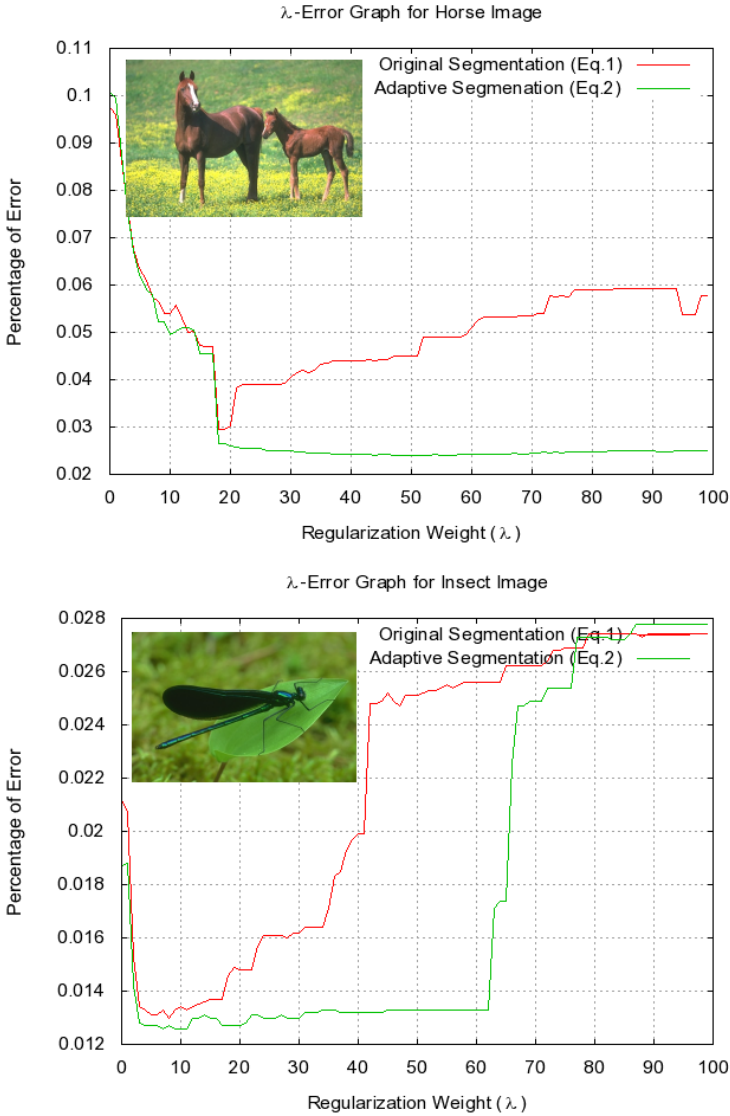 λ-Error Graph for Horse Image
0.11
0.1
0.09
0.08
0.07
0.06
0.05
0.04
0.03
0.02
Percentage of Error
Original Segmentation (Eq.1)
Adaptive Segmenation (Eq.2)
0 10 20 30 40 50 60 70 80 90 100
Regularization Weight (λ)
λ-Error Graph for Insect Image
0.028
0.026
0.024
0.022
0.02
0.018
0.016
0.014
0.012
Percentage of Error
Original Segmentation (Eq.1)
Adaptive Segmentation (Eq.2)
0 10 20 30 40 50 60 70 80 90 100
Regularization Weight (λ)